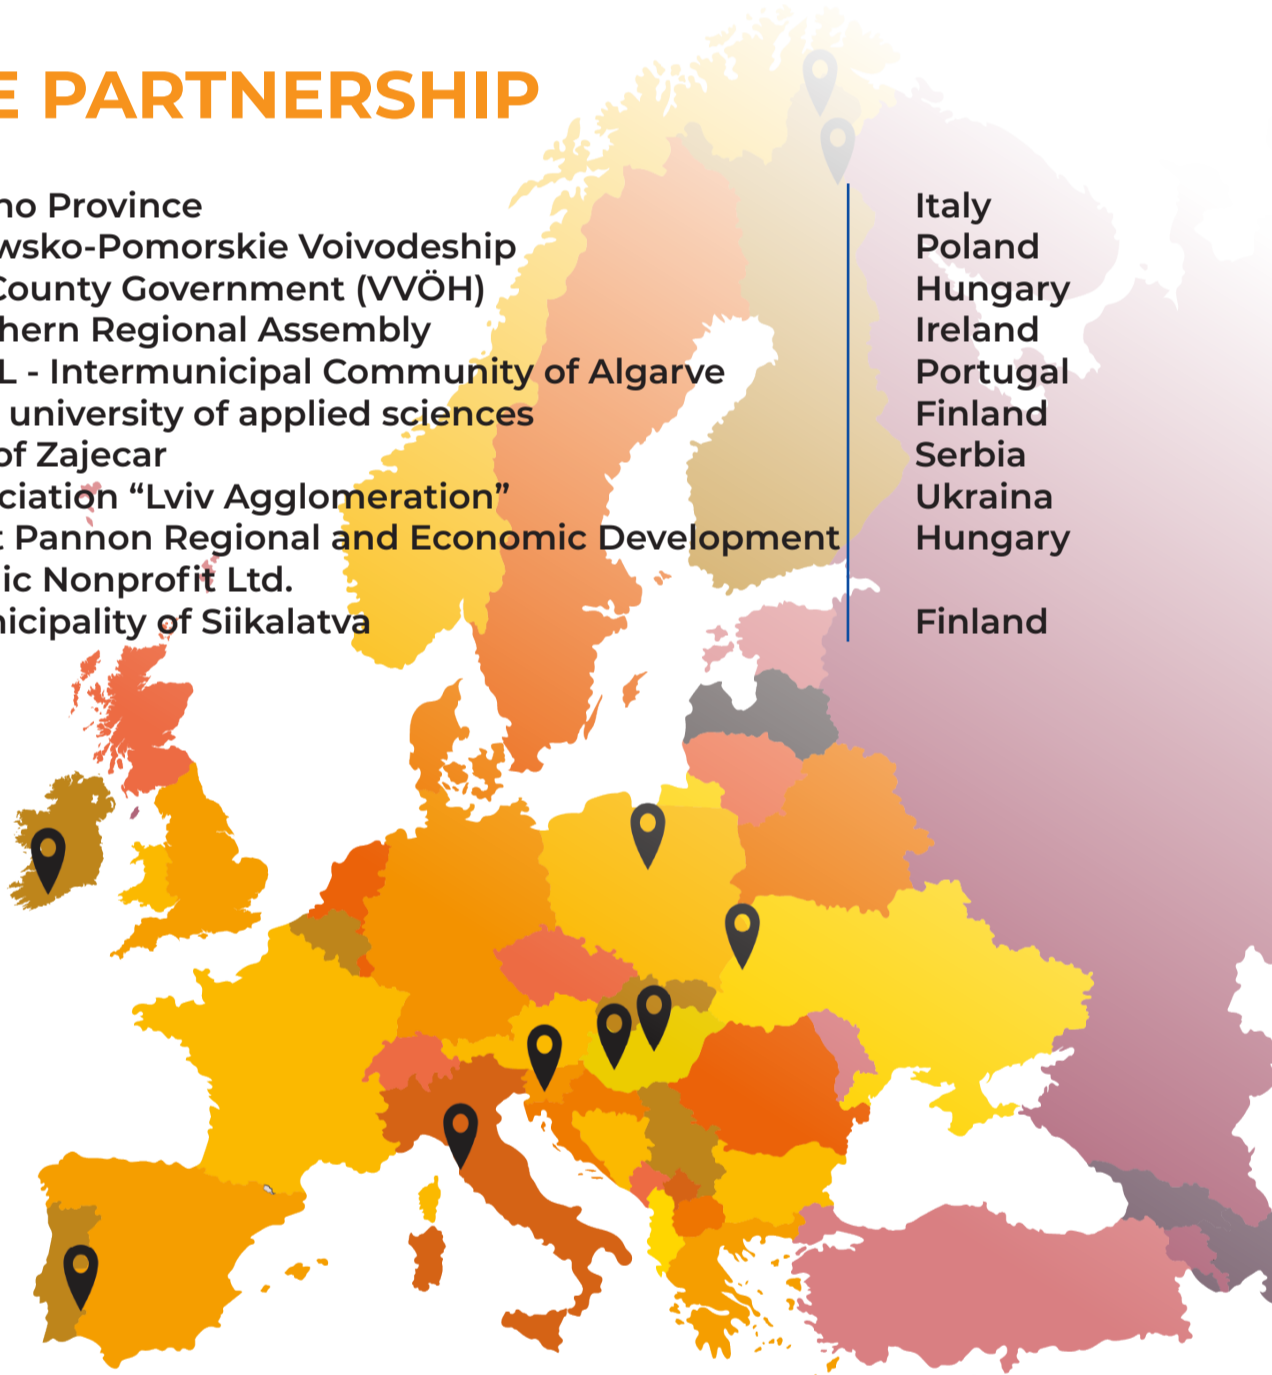 E PARTNERSHIP
no Province Italy
wsko-Pomorskie Voivodeship Poland
County Government (VVÖH) Hungary
hern Regional Assembly Ireland
L - Intermunicipal Community of Algarve Portugal
university of applied sciences Finland
of Zajecar Serbia
ciation “Lviv Agglomeration” Ukraina
t Pannon Regional and Economic Development Hungary
ic Nonprofit Ltd.
nicipality of Siikalatva Finland